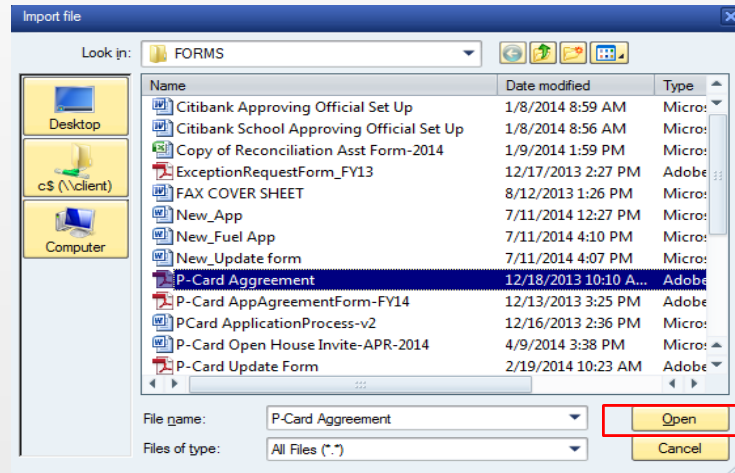 Import file
Look in: FORMS
Name Date modified Type
Citibank Approving Official Set Up 1/8/2014 8:59 AM Micros
Citibank School Approving Official Set Up 1/8/2014 8:56 AM Micros
Copy of Reconciliation Asst Form-2014 1/9/2014 1:59 PM Micros
ExceptionRequestForm_FY13 12/17/2013 2:27 PM Adobe
FAX COVER SHEET 8/12/2013 1:26 PM Micros
New_App 7/11/2014 12:27 PM Micros
New_Fuel App 7/11/2014 4:10 PM Micros
New_Update form 7/11/2014 4:07 PM Micros
P-Card Aggreement 12/18/2013 10:10 A... Adobe
P-Card AppAgreementForm-FY14 12/13/2013 3:25 PM Adobe
PCard ApplicationProcess-v2 12/16/2013 2:36 PM Micros
P-Card Open House Invite-APR-2014 4/9/2014 3:38 PM Micros
P-Card Update Form 2/19/2014 10:23 AM Adobe
Desktop
c$ (\\client)
Computer
File name: P-Card Aggreement Open
Files of type: All Files (*.*) Cancel